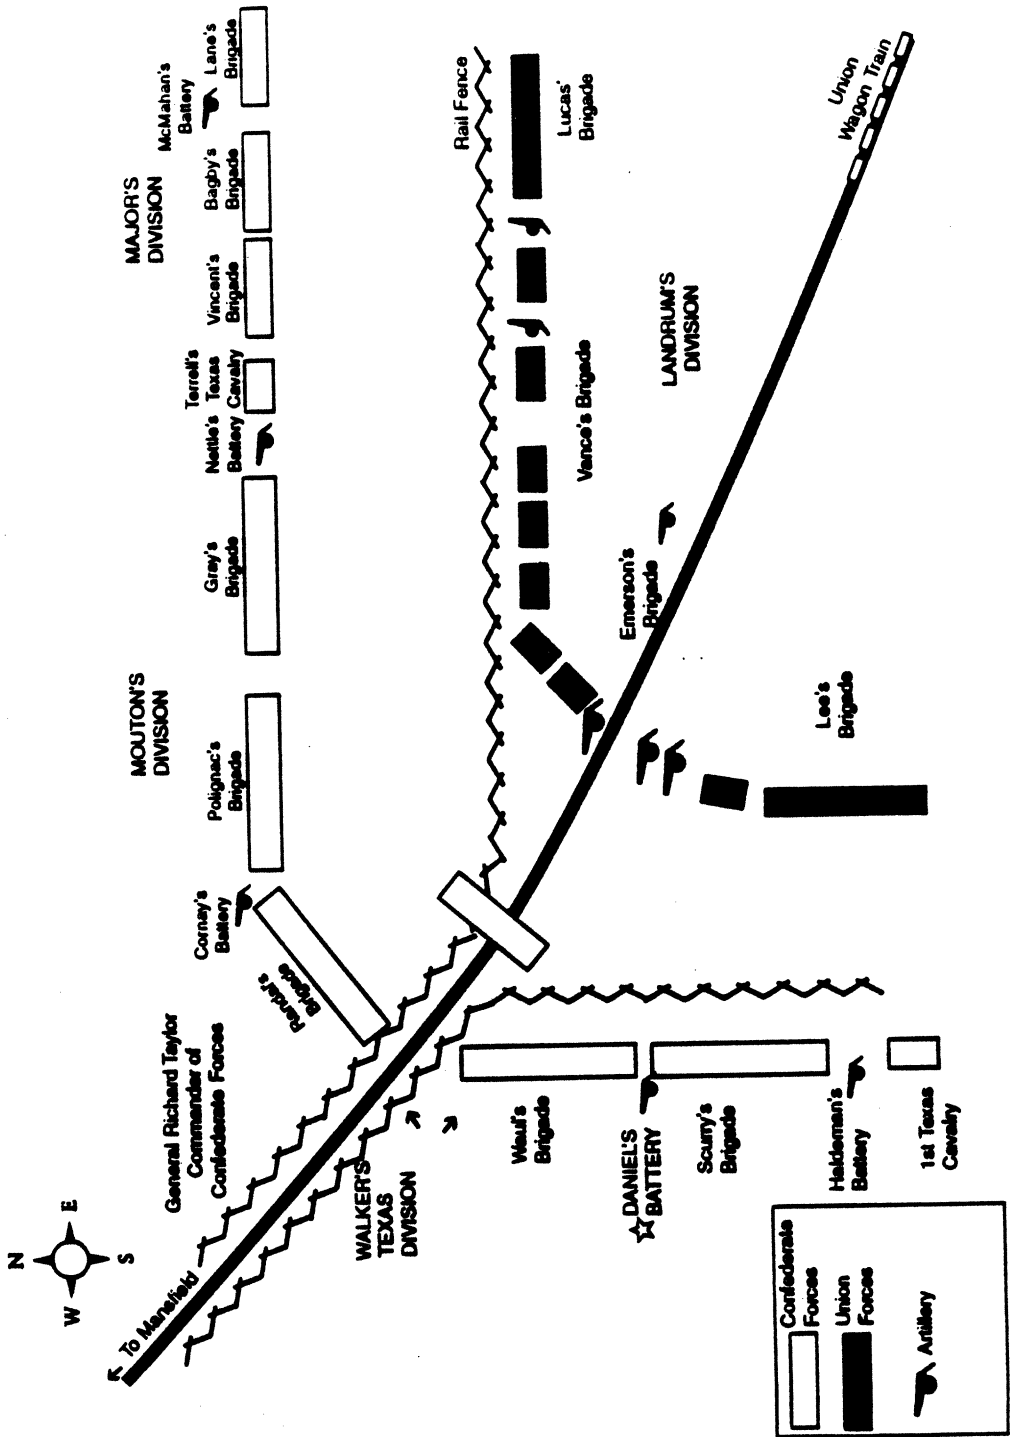 N
E
S
W
To Mansfield
General Richard Taylor
Commander of
Confederate Forces
Cornay's
Battery
Randal's
Brigade
MOUTON'S
DIVISION
Polignac's
Brigade
Gray's
Brigade
Nettle's
Battery
Terrell's
Texas
Cavalry
MAJOR'S
DIVISION
Vincent's
Brigade
Bagby's
Brigade
McMahan's
Battery
Lane's
Brigade
Rail Fence
Lucas'
Brigade
Vance's Brigade
LANDRUM'S
DIVISION
Emerson's
Brigade
Lee's
Brigade
Union
Wagon Train
WALKER'S
TEXAS
DIVISION
Waul's
Brigade
DANIEL'S
BATTERY
Scurry's
Brigade
Haldeman's
Battery
1st Texas
Cavalry
Confederate
Forces
Union
Forces
Artillery